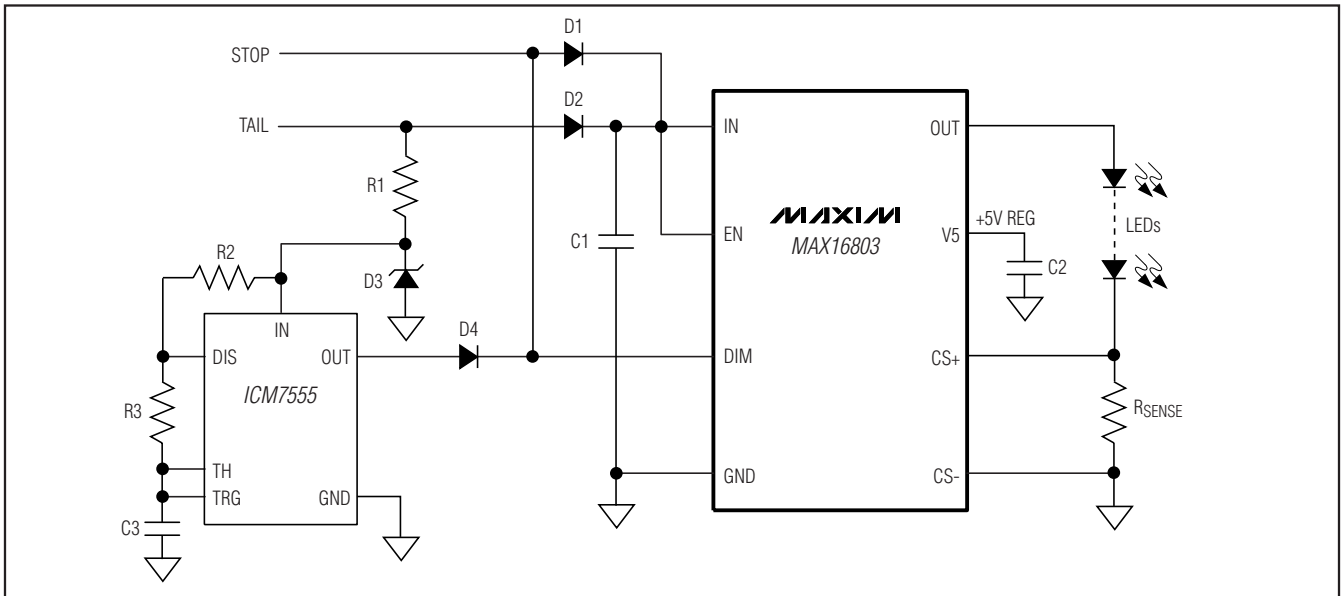 D1
STOP
D2
TAIL
IN
OUT
R1
MAXIM
MAX16803
+5V REG
LEDs
C1
EN
V5
R2
C2
D3
IN
D4
DIS
OUT
DIM
CS+
ICM7555
R3
RSENSE
TH
GND
CS-
TRG
GND
C3